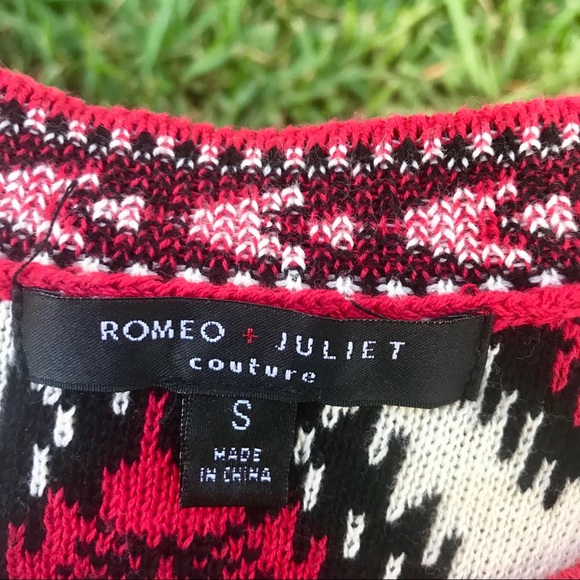 ROMEO + JULIET
couture
S
MADE
IN CHINA